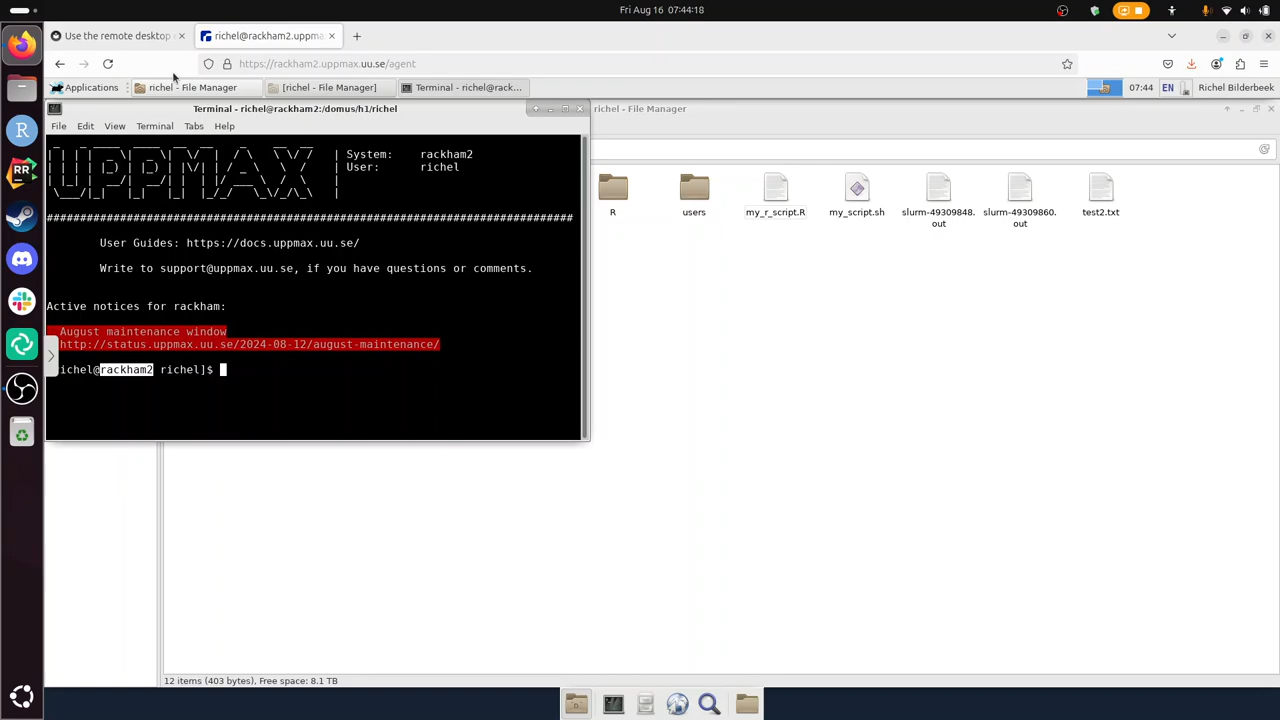 Fri Aug 16 07:44:18
Use the remote desktop
richel@rackham2.uppma
https://rackham2.uppmax.uu.se/agent
Applications
richel - File Manager
[richel - File Manager]
Terminal - richel@rack...
07:44
EN
Richel Bilderbeek
Terminal - richel@rackham2:/domus/h1/richel
richel - File Manager
File Edit View Terminal Tabs Help
UPPMAX
| System: rackham2
| User: richel
################################################################################
User Guides: https://docs.uppmax.uu.se/
Write to support@uppmax.uu.se, if you have questions or comments.
Active notices for rackham:
August maintenance window
http://status.uppmax.uu.se/2024-08-12/august-maintenance/
ichel@rackham2 richel]$
R
users
my_r_script.R
my_script.sh
slurm-49309848.
out
slurm-49309860.
out
test2.txt
12 items (403 bytes), Free space: 8.1 TB